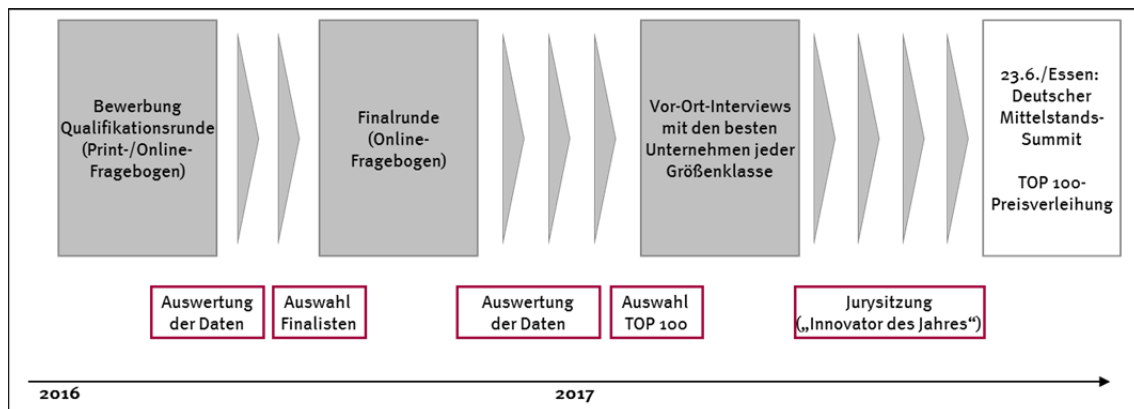 Bewerbung
Qualifikationsrunde
(Print-/Online-
Fragebogen)
Finalrunde
(Online-
Fragebogen)
Vor-Ort-Interviews
mit den besten
Unternehmen jeder
Größenklasse
23.6./Essen:
Deutscher
Mittelstands-
Summit
TOP 100-
Preisverleihung
Auswertung
der Daten
Auswahl
Finalisten
Auswertung
der Daten
Auswahl
TOP 100
Jurysitzung
(„Innovator des Jahres“)
2016
2017